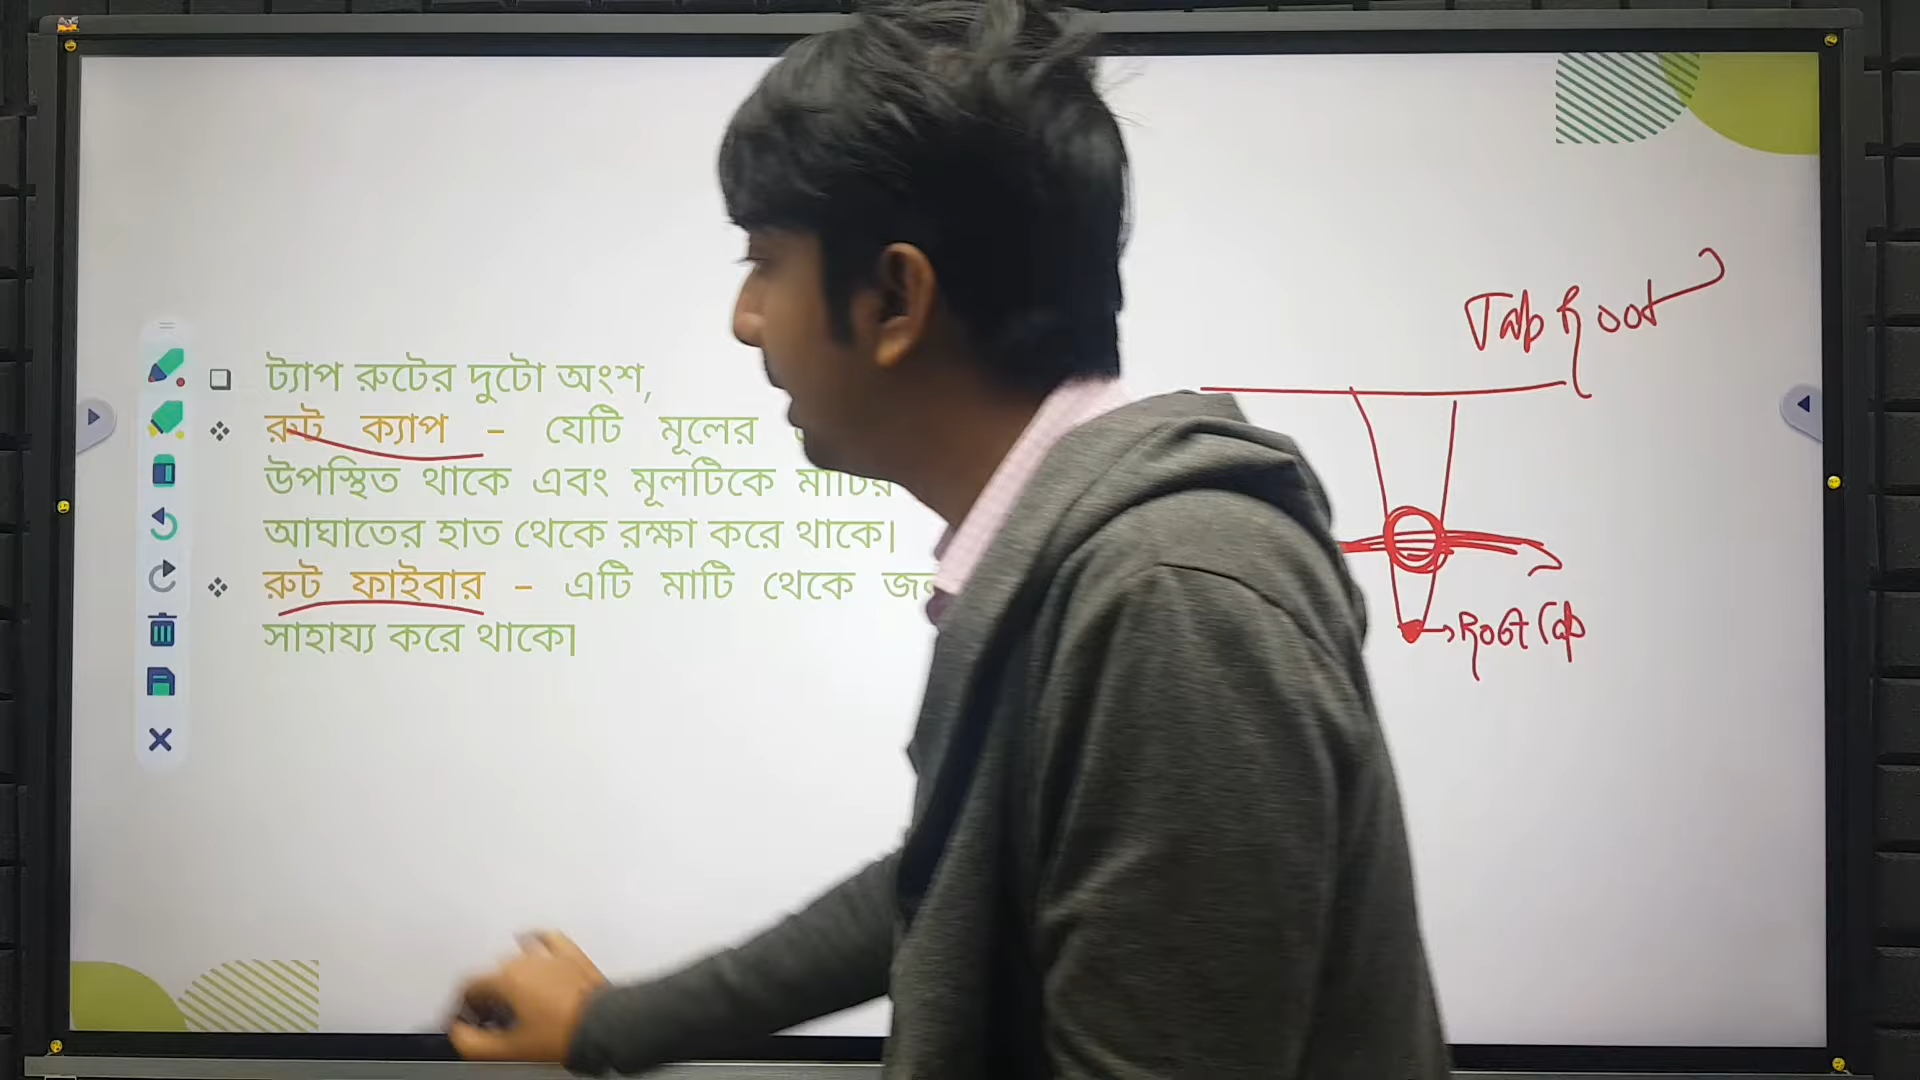 ট্যাপ রুটের দুটো অংশ,
রুট ক্যাপ – যেটি মূলের
উপস্থিত থাকে এবং মূলটিকে মাটির
আঘাতের হাত থেকে রক্ষা করে থাকে।
রুট ফাইবার – এটি মাটি থেকে
সাহায্য করে থাকে।
Tap Root
Root Cap